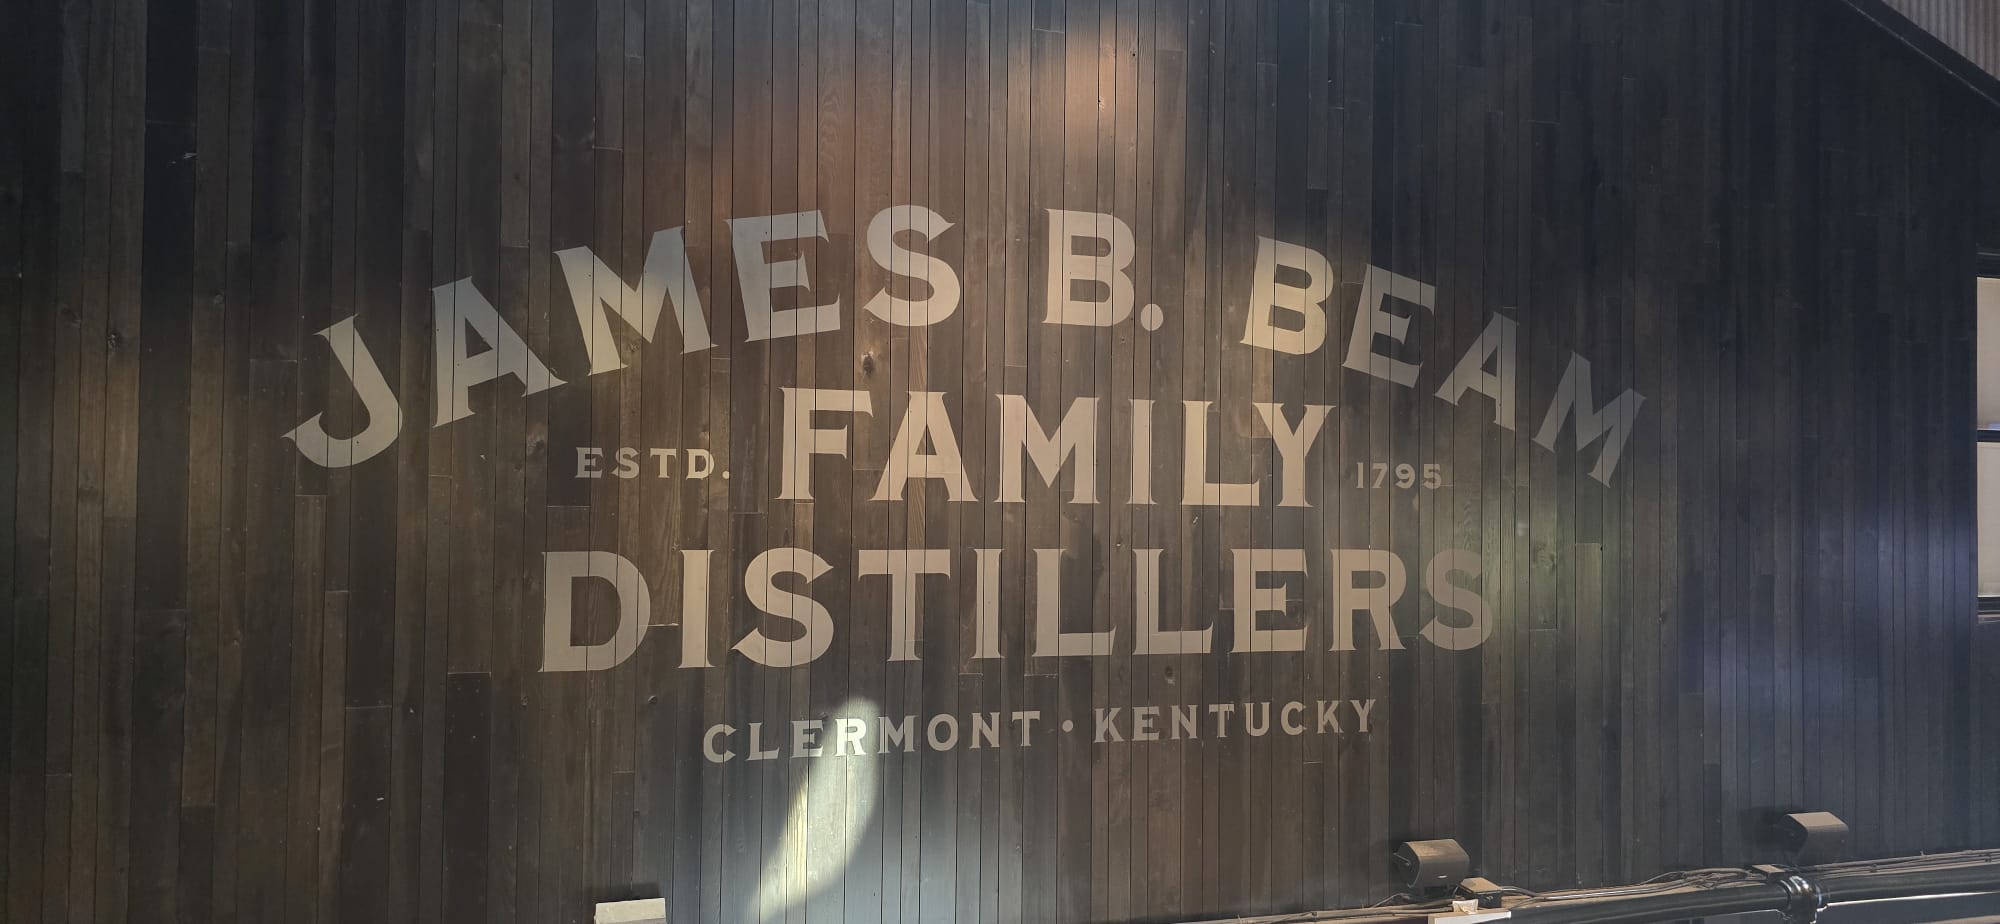 JAMES B. BEAM
ESTD. FAMILY 1795
DISTILLERS
CLERMONT · KENTUCKY